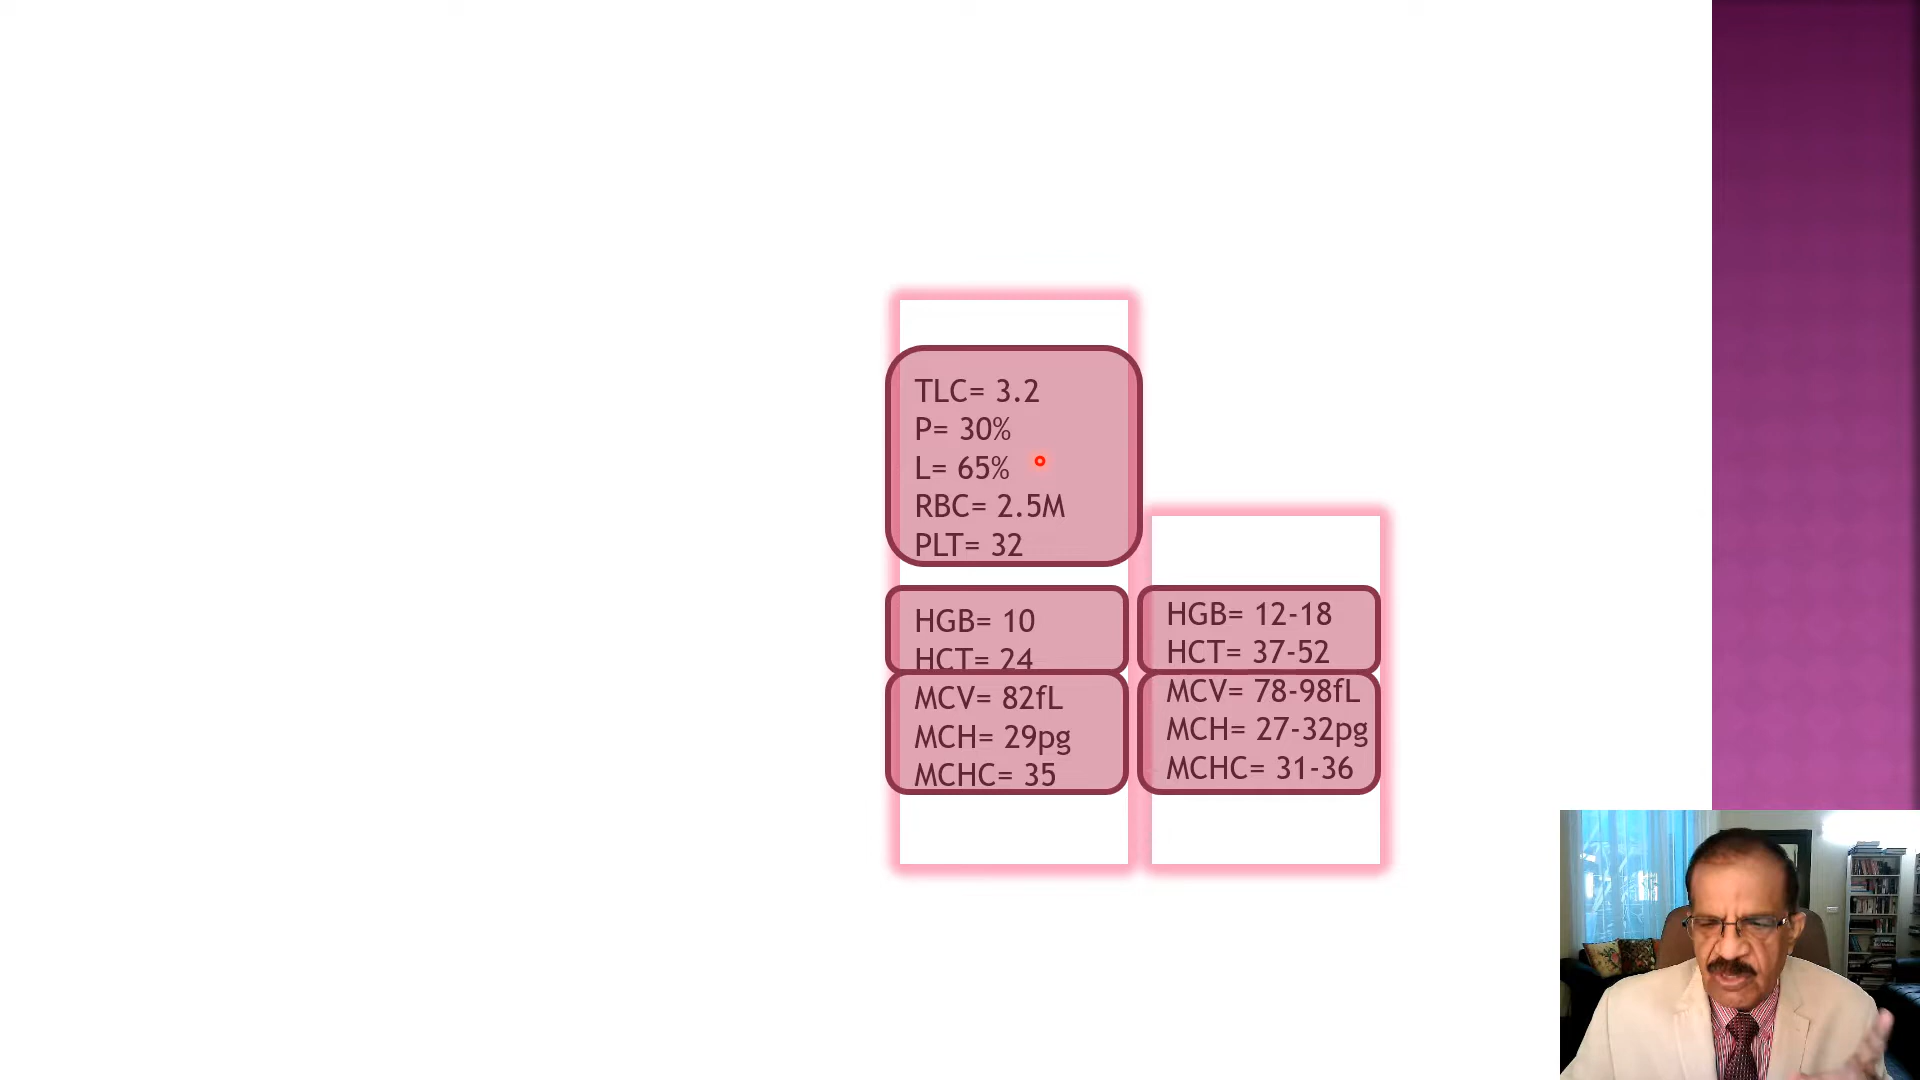 TLC= 3.2
P= 30%
L= 65%
RBC= 2.5M
PLT= 32
HGB= 10
HCT= 24
MCV= 82fL
MCH= 29pg
MCHC= 35
HGB= 12-18
HCT= 37-52
MCV= 78-98fL
MCH= 27-32pg
MCHC= 31-36